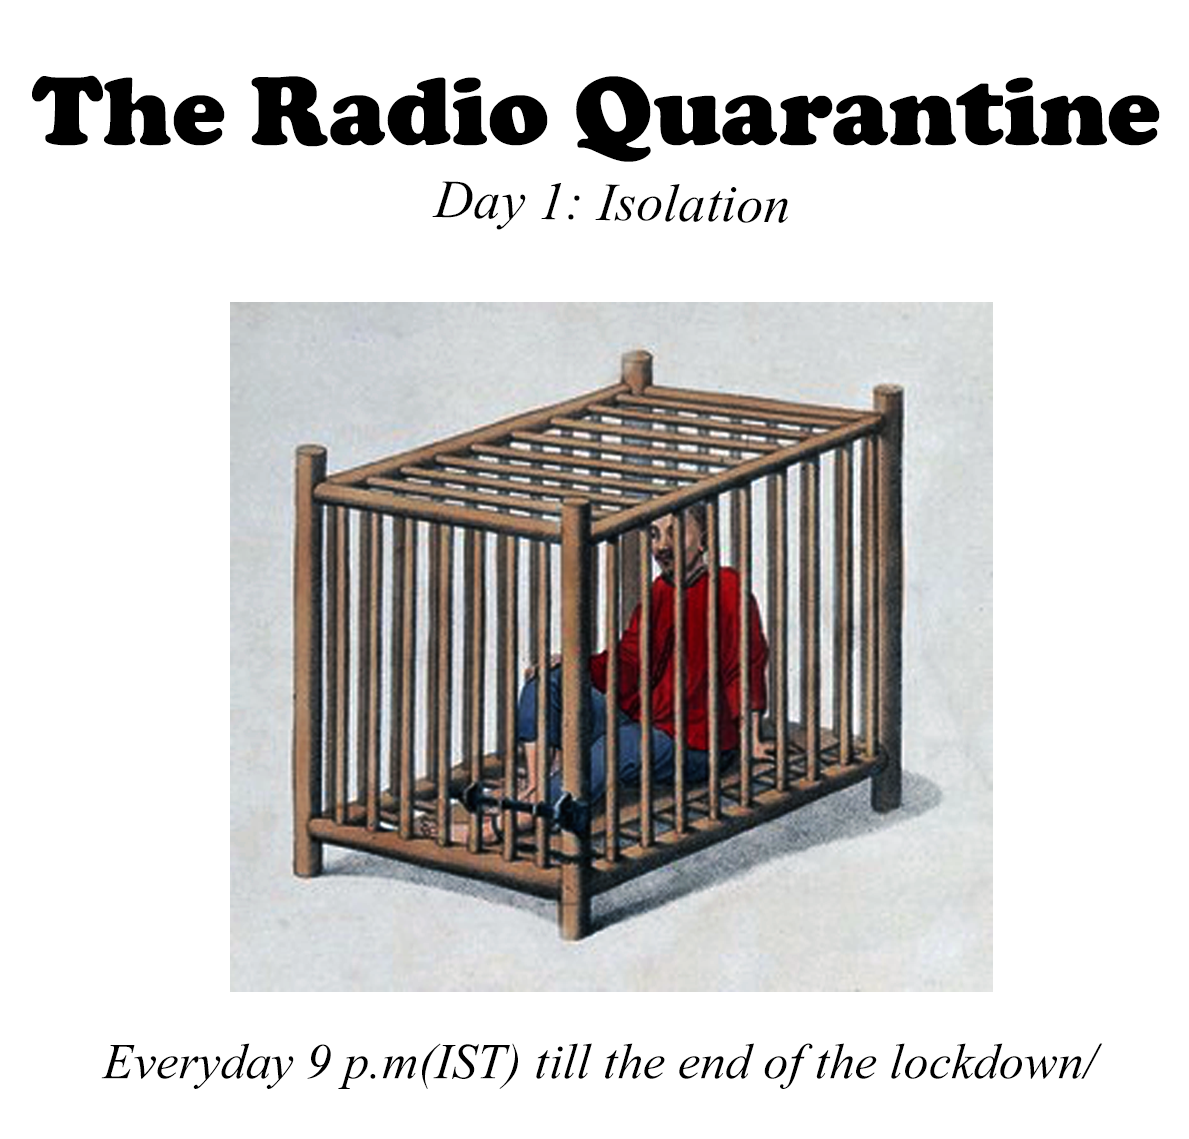 The Radio Quarantine
Day 1: Isolation
Everyday 9 p.m(IST) till the end of the lockdown/